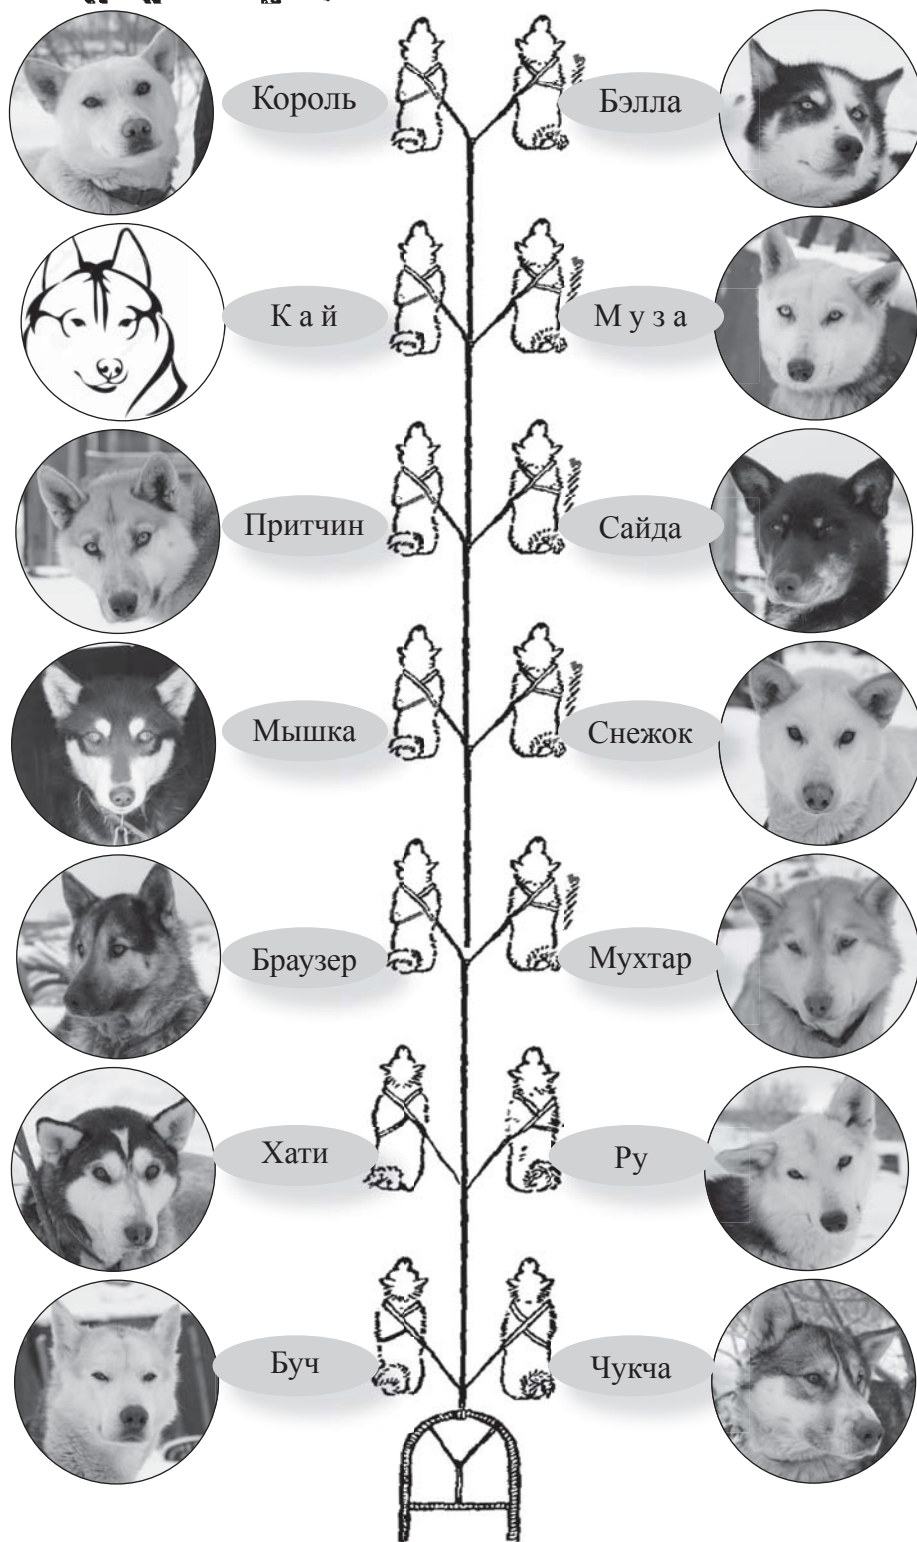 Король Бэлла
К а й М у з а
Притчин Сайда
Мышка Снежок
Браузер Мухтар
Хати Ру
Буч Чукча